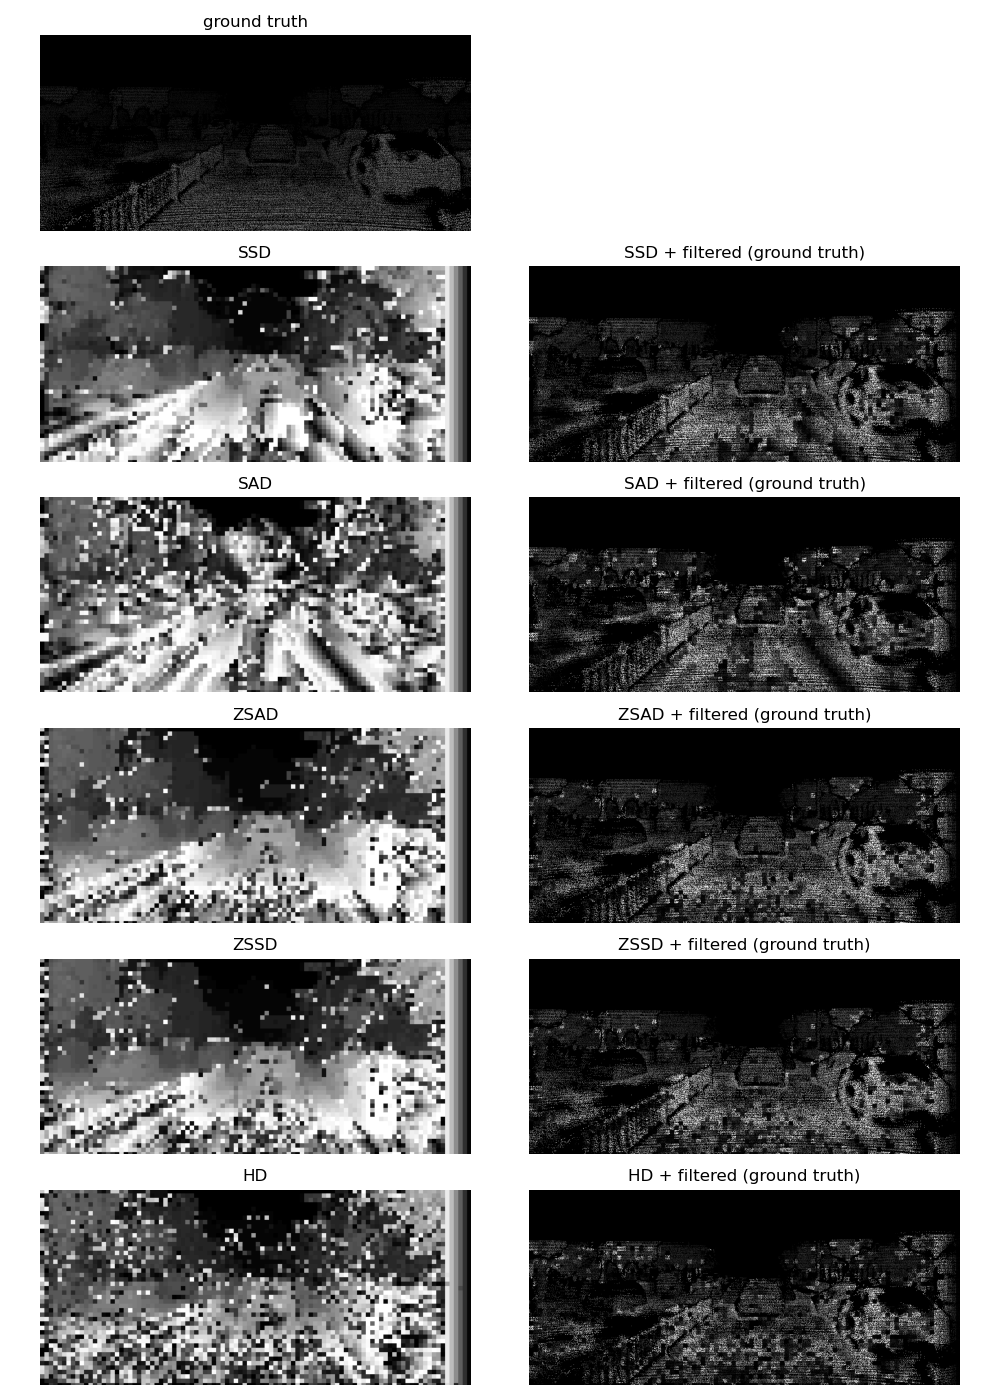 ground truth
SSD
SSD + filtered (ground truth)
SAD
SAD + filtered (ground truth)
ZSAD
ZSAD + filtered (ground truth)
ZSSD
ZSSD + filtered (ground truth)
HD
HD + filtered (ground truth)